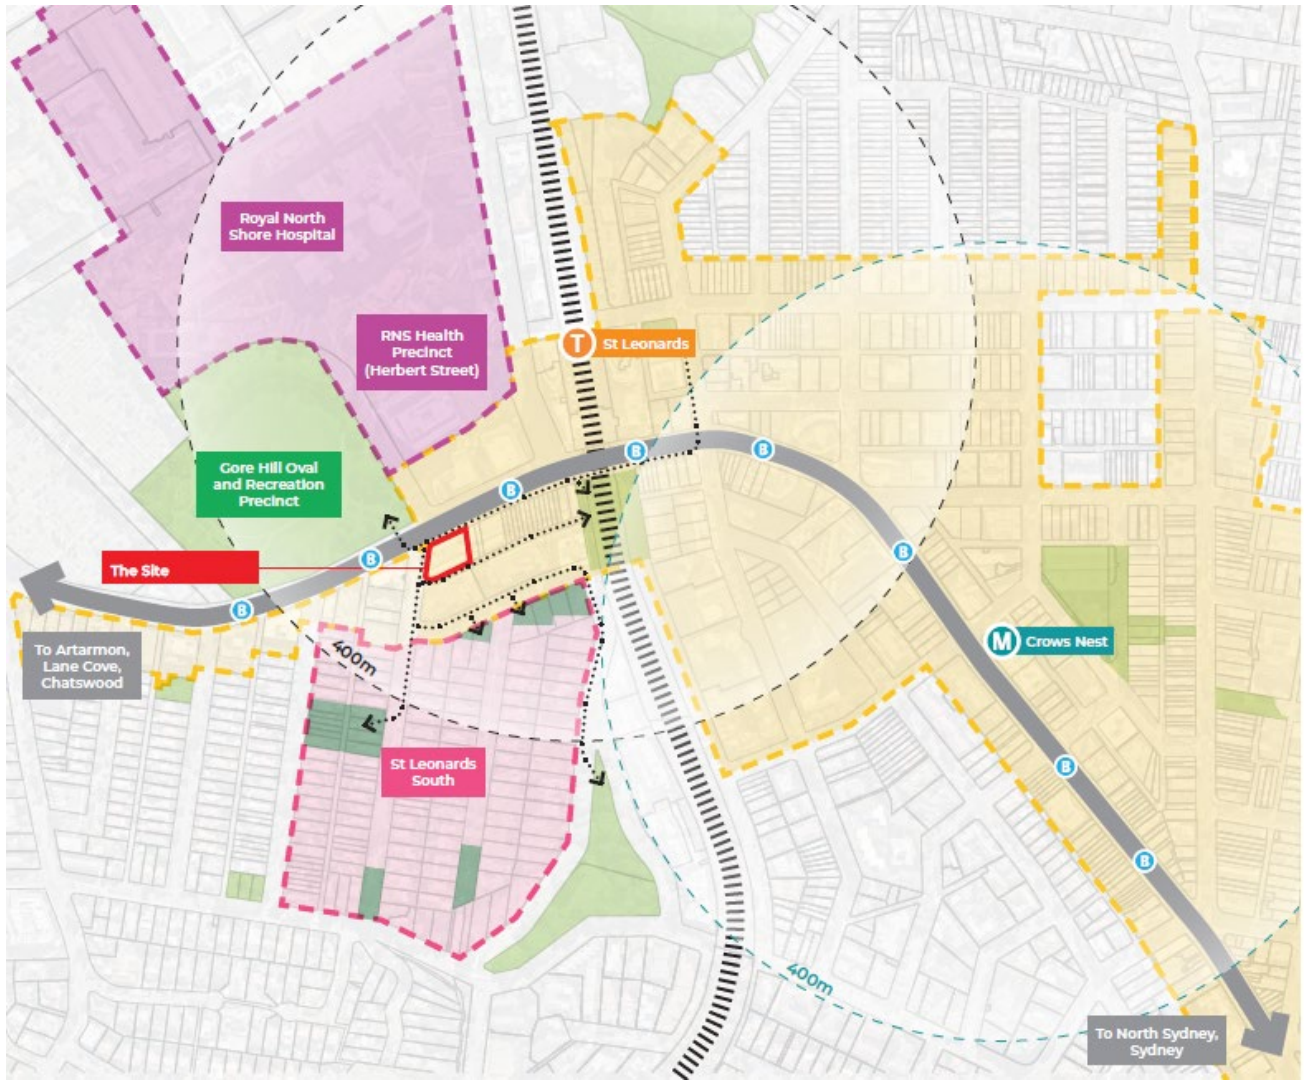 Royal North
Shore Hospital
RNS Health
Precinct
(Herbert Street)
T
St Leonards
B
B
B
Gore Hill Oval
and Recreation
Precinct
B
B
The Site
B
To Artarmon,
Lane Cove,
Chatswood
400m
M
Crows Nest
St Leonards
South
B
B
400m
To North Sydney,
Sydney